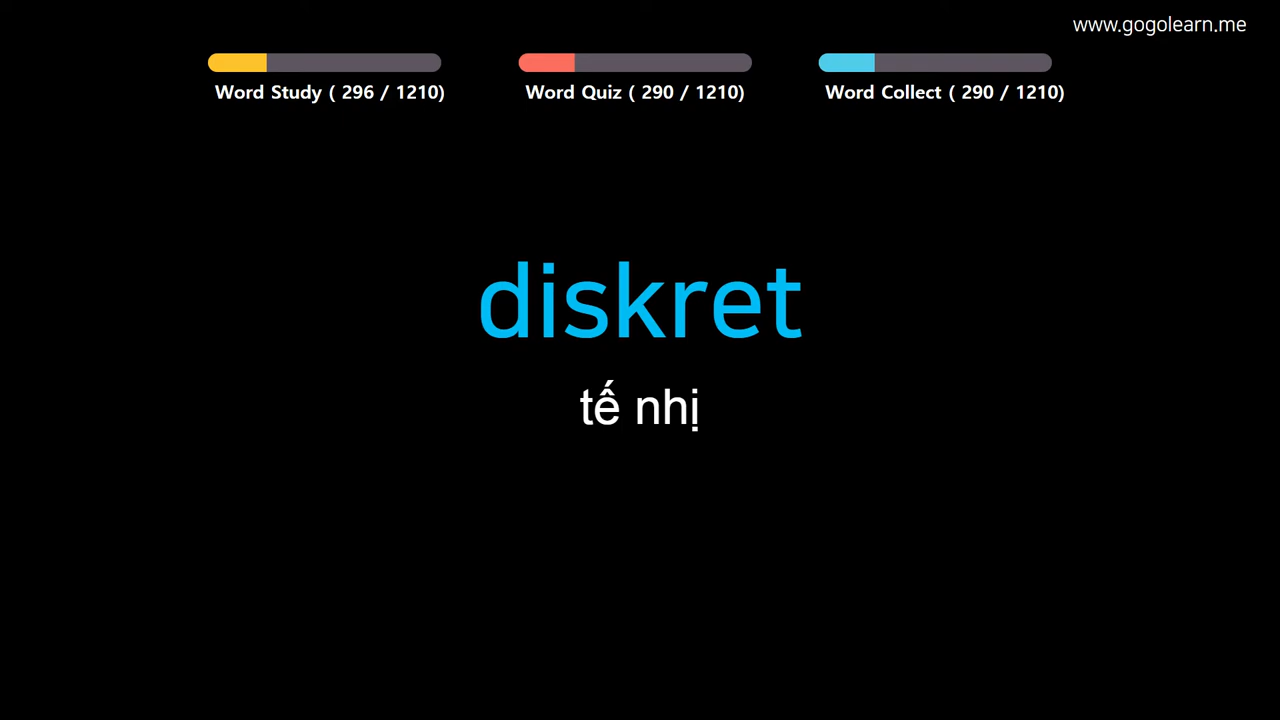 www.gogolearn.me
Word Study ( 296 / 1210)
Word Quiz ( 290 / 1210)
Word Collect ( 290 / 1210)
diskret
tế nhị